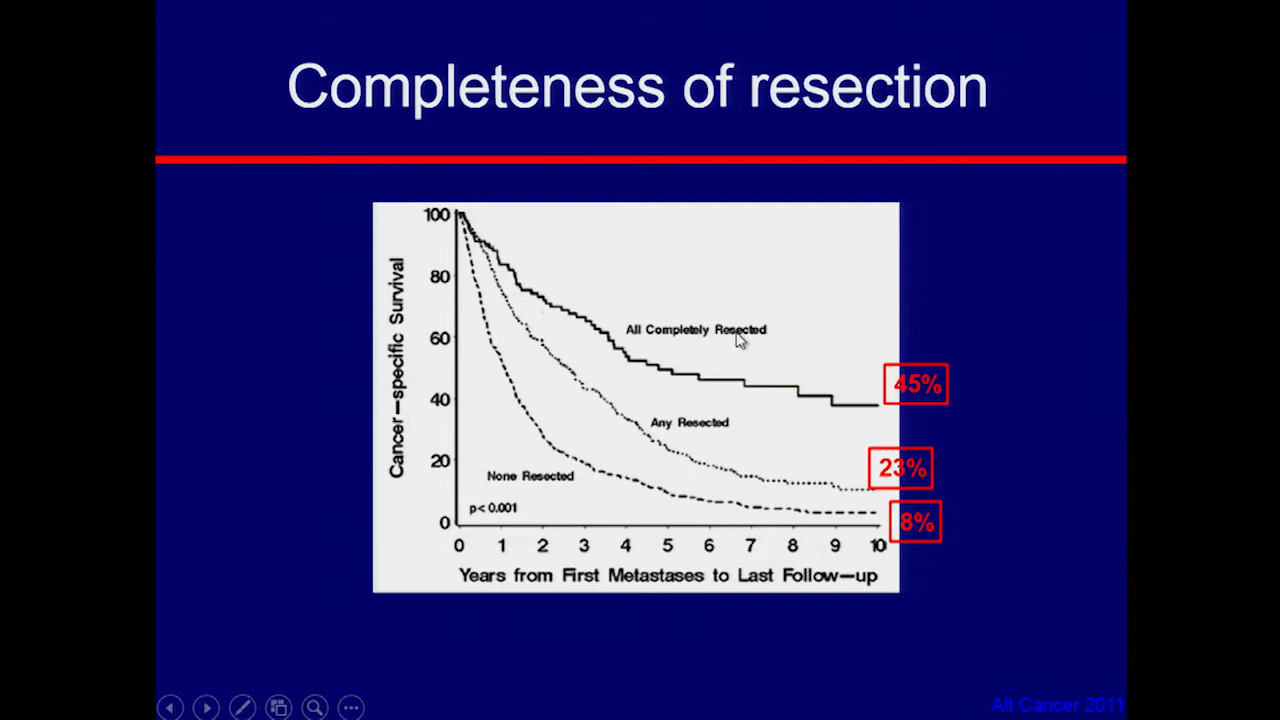 Completeness of resection
100
80
60
40
20
0
Cancer-specific Survival
All Completely Resected
Any Resected
None Resected
p< 0.001
45%
23%
8%
0 1 2 3 4 5 6 7 8 9 10
Years from First Metastases to Last Follow-up
Alt Cancer 2011